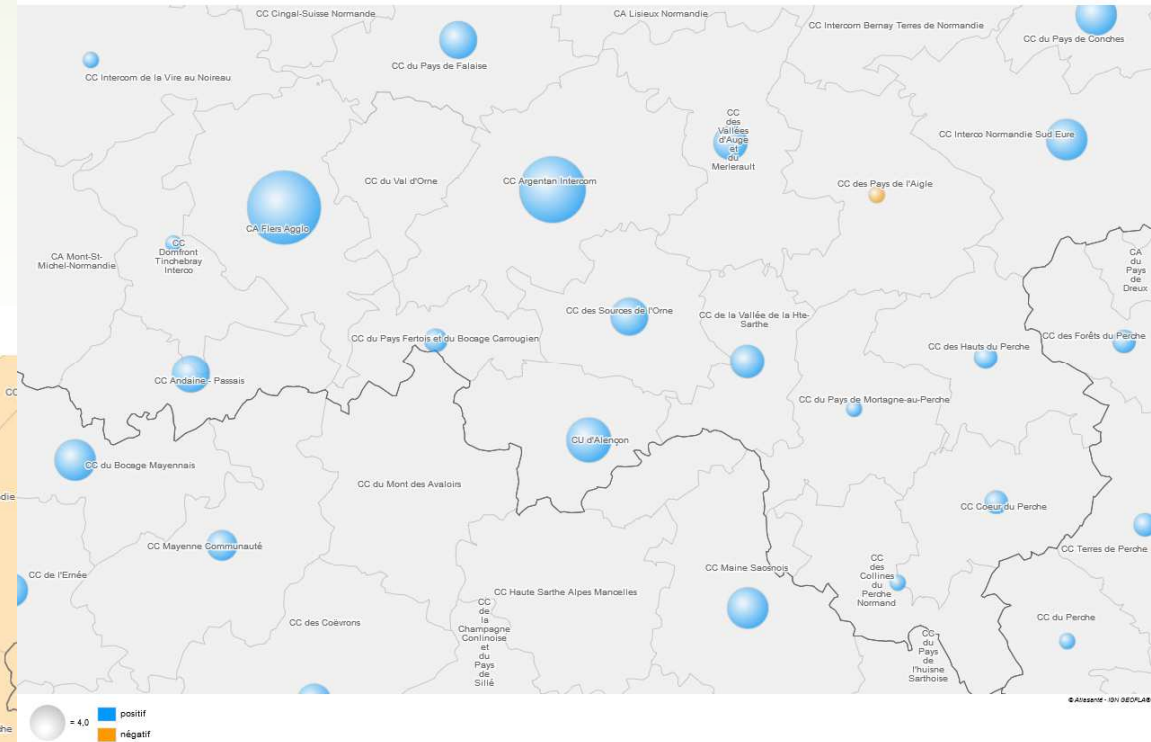 CC Cingal-Suisse Normande
CA Lisieux Normandie
CC Intercom Bernay Terres de Normandie
CC du Pays de Conches
CC du Pays de Falaise
CC Intercom de la Vire au Noireau
CC
des
Vallées
d'Auge
et
du
Merlerault
CC Interco Normandie Sud Eure
CC du Val d'Orne
CC Argentan Intercom
CC des Pays de l'Aigle
CA Flers Agglo
CC
Domfront
Tinchebray
Interco
CA Mont-St-
Michel-Normandie
CA
du
Pays
de
Dreux
CC des Sources de l'Orne
CC de la Vallée de la Hte-
Sarthe
CC du Pays Fertois et du Bocage Carrougien
CC des Hauts du Perche
CC des Forêts du Perche
CC Andaine - Passais
CC
CC du Pays de Mortagne-au-Perche
CU d'Alençon
CC du Bocage Mayennais
CC du Mont des Avaloirs
die
CC Coeur du Perche
CC Mayenne Communauté
CC Terres de Perche
CC de l'Ernée
CC Maine Saosnois
CC
des
Collines
du
Perche
Normand
CC Haute Sarthe Alpes Mancelles
CC
de
la
Champagne
Conlinoise
et
du
Pays
de
Sillé
CC des Coëvrons
CC du Perche
CC
du
Pays
de
l'huisne
Sarthoise
© Atlasanté - IGN GEOFLA®
= 4,0
positif
négatif
he